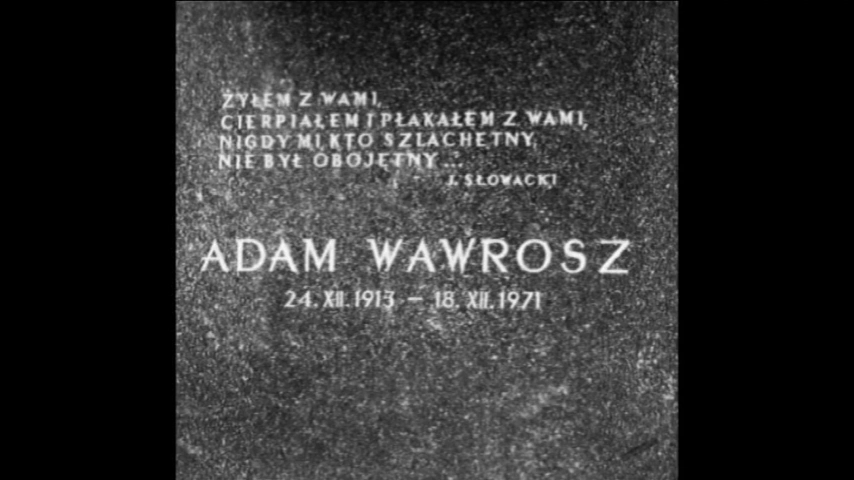 ŻYŁEM Z WAMI,
CIERPIAŁEM I PŁAKAŁEM Z WAMI,
NIGDY MI, KTO SZLACHETNY,
NIE BYŁ OBOJĘTNY...
J. SŁOWACKI
ADAM WAWROSZ
24. XII. 1913 – 18. XII. 1971